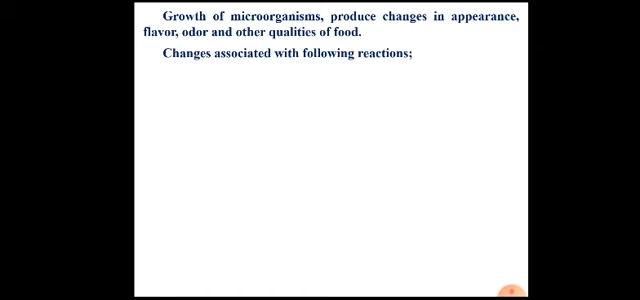 Growth of microorganisms, produce changes in appearance,
flavor, odor and other qualities of food.
Changes associated with following reactions;